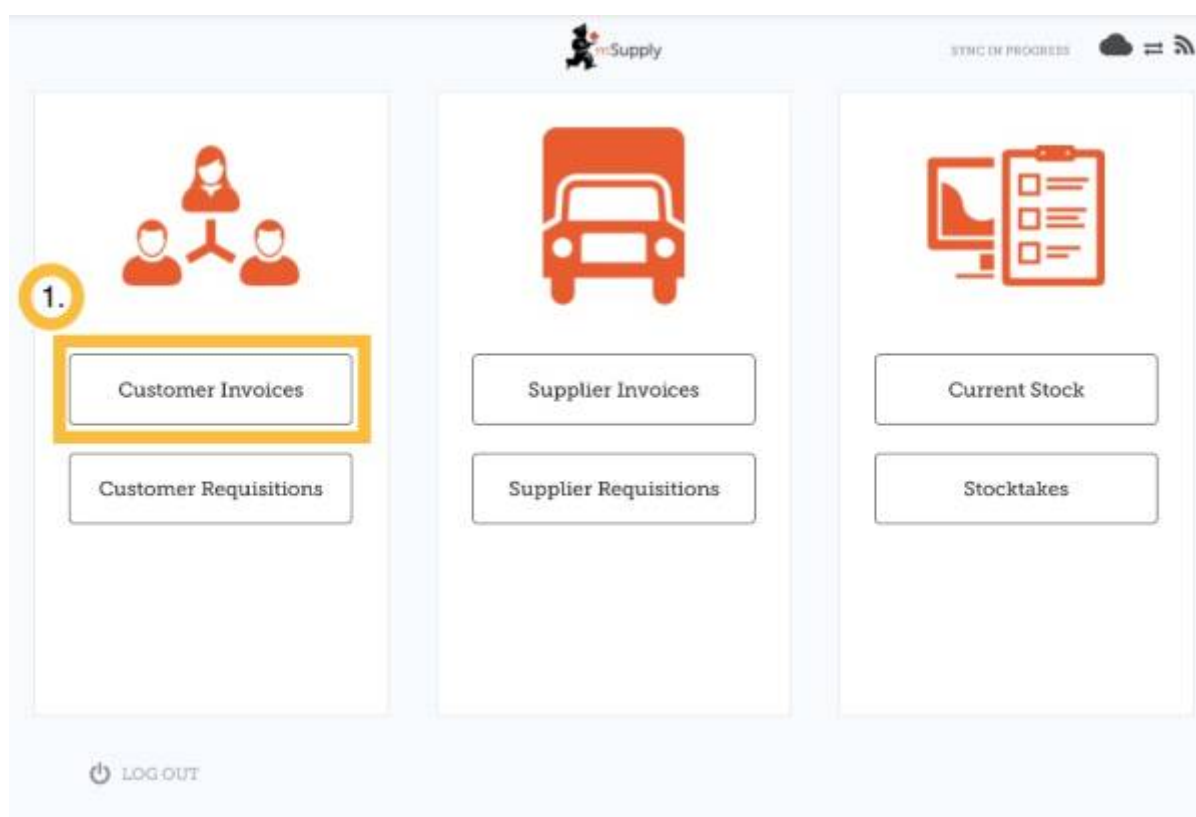 mSupply
SYNC IN PROGRESS
1.
Customer Invoices
Supplier Invoices
Current Stock
Customer Requisitions
Supplier Requisitions
Stocktakes
LOG OUT